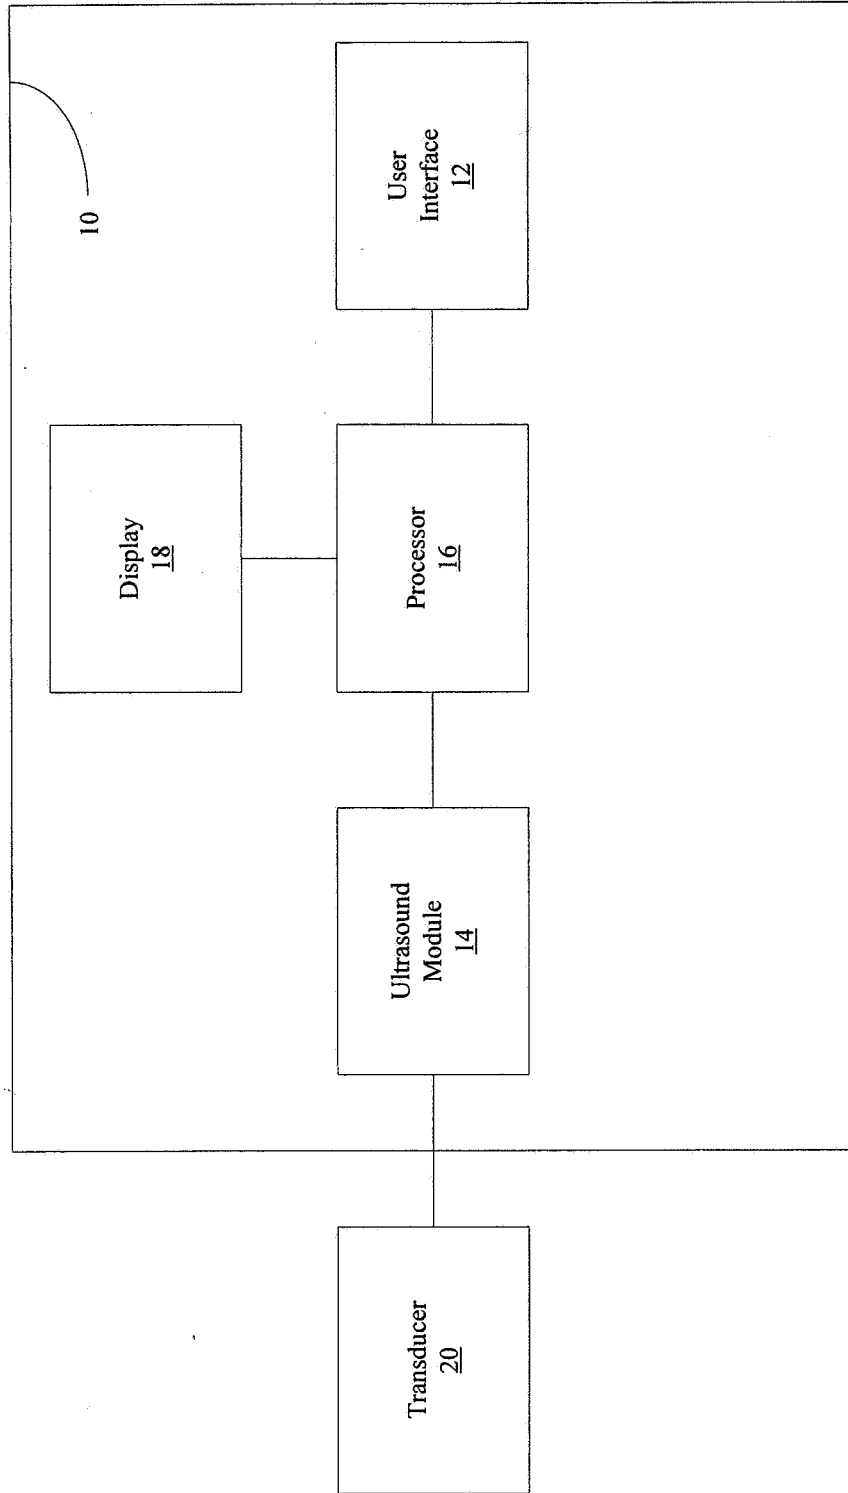 10
Display
18
Transducer
20
Ultrasound
Module
14
Processor
16
User
Interface
12